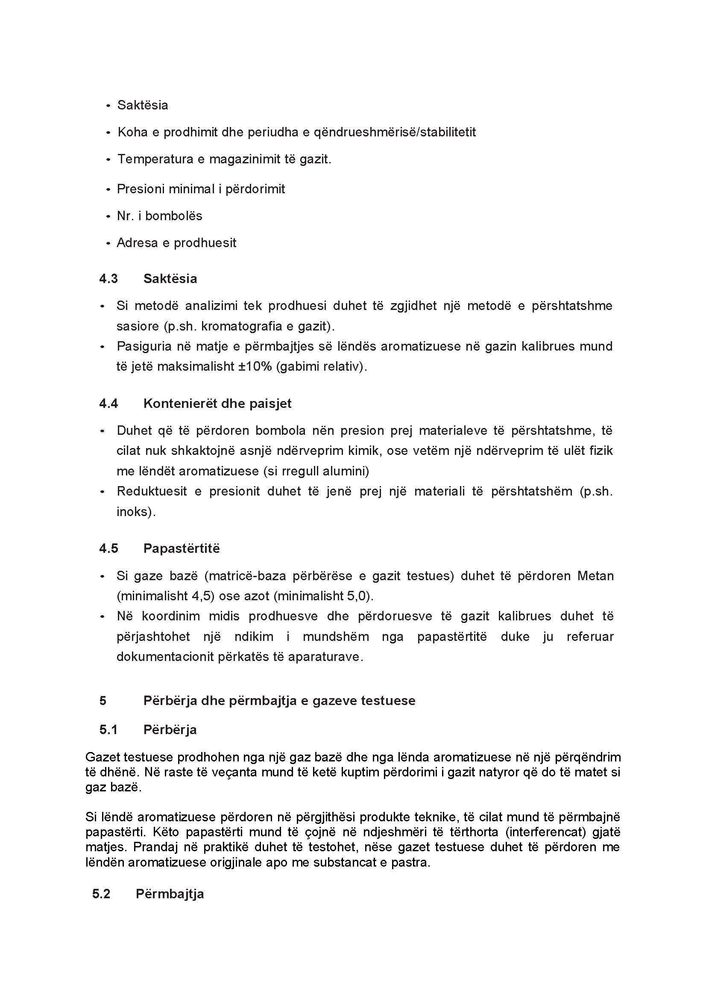 • Saktësia
• Koha e prodhimit dhe periudha e qëndrueshmërisë/stabilitetit
• Temperatura e magazinimit të gazit.
• Presioni minimal i përdorimit
• Nr. i bombolës
• Adresa e prodhuesit
4.3 Saktësia
• Si metodë analizimi tek prodhuesi duhet të zgjidhet një metodë e përshtatshme
sasiore (p.sh. kromatografia e gazit).
• Pasiguria në matje e përmbajtjes së lëndës aromatizuese në gazin kalibrues mund
të jetë maksimalisht ±10% (gabimi relativ).
4.4 Kontenierët dhe paisjet
• Duhet që të përdoren bombola nën presion prej materialeve të përshtatshme, të
cilat nuk shkaktojnë asnjë ndërveprim kimik, ose vetëm një ndërveprim të ulët fizik
me lëndët aromatizuese (si rregull alumini)
• Reduktuesit e presionit duhet të jenë prej një materiali të përshtatshëm (p.sh.
inoks).
4.5 Papastërtitë
• Si gaze bazë (matricë-baza përbërëse e gazit testues) duhet të përdoren Metan
(minimalisht 4,5) ose azot (minimalisht 5,0).
• Në koordinim midis prodhuesve dhe përdoruesve të gazit kalibrues duhet të
përjashtohet një ndikim i mundshëm nga papastërtitë duke ju referuar
dokumentacionit përkatës të aparaturave.
5 Përbërja dhe përmbajtja e gazeve testuese
5.1 Përbërja
Gazet testuese prodhohen nga një gaz bazë dhe nga lënda aromatizuese në një përqëndrim
të dhënë. Në raste të veçanta mund të ketë kuptim përdorimi i gazit natyror që do të matet si
gaz bazë.
Si lëndë aromatizuese përdoren në përgjithësi produkte teknike, të cilat mund të përmbajnë
papastërti. Këto papastërti mund të çojnë në ndjeshmëri të tërthorta (interferencat) gjatë
matjes. Prandaj në praktikë duhet të testohet, nëse gazet testuese duhet të përdoren me
lëndën aromatizuese origjinale apo me substancat e pastra.
5.2 Përmbajtja